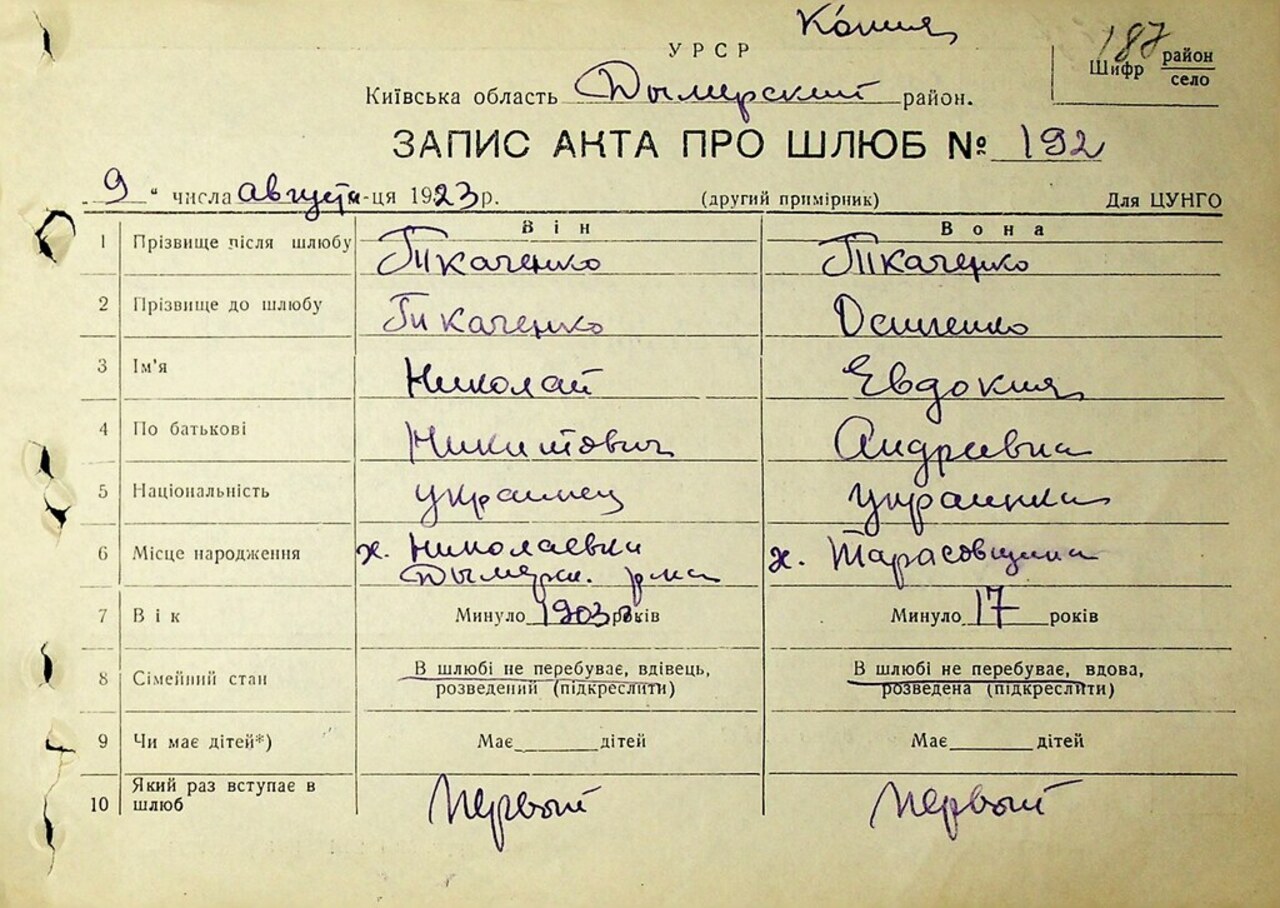 Копия
УРСР
187
Шифр район село
Київська область Дымерский район.
ЗАПИС АКТА ПРО ШЛЮБ № 192
9 " числа августа-ця 1923 р. (другий примірник) Для ЦУНГО
Він Вона
1 Прізвище після шлюбу Ткаченко Ткаченко
2 Прізвище до шлюбу Ткаченко Осипенко
3 Ім'я Николай Евдокия
4 По батькові Никитович Андреевна
5 Національність украинец украинка
6 Місце народження х. Николаевка х. Тарасовщина
Дымерск. р-на
7 Вік Минуло 1903 г. років Минуло 17 років
8 Сімейний стан В шлюбі не перебуває, вдівець, В шлюбі не перебуває, вдова,
розведений (підкреслити) розведена (підкреслити)
9 Чи має дітей*) Має дітей Має дітей
10 Який раз вступає в шлюб первый первый